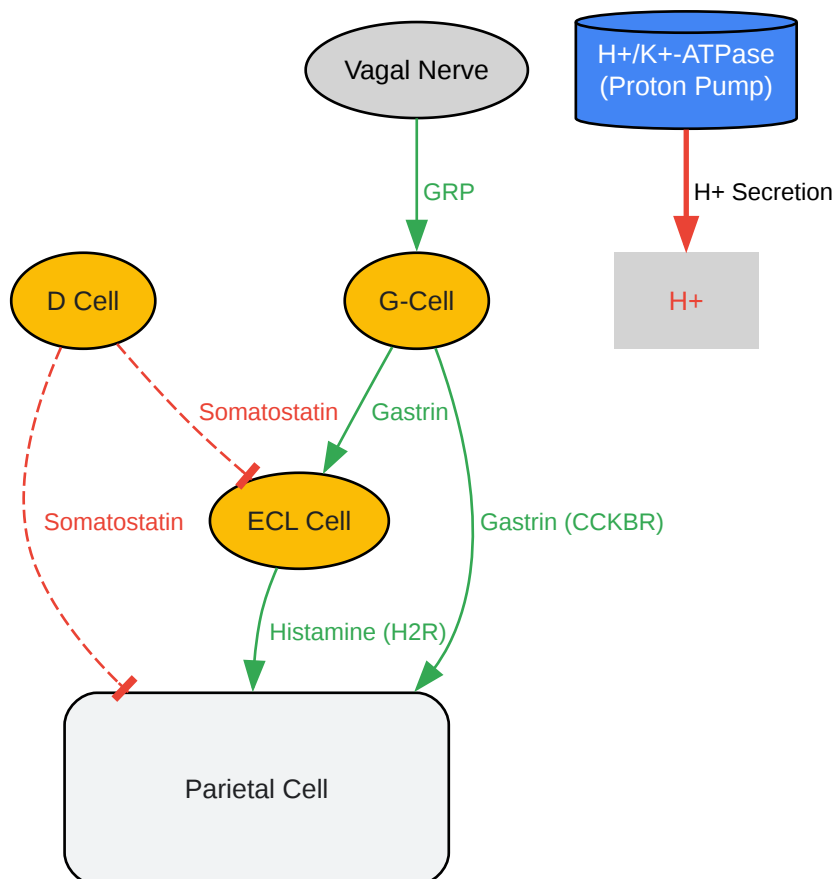 Vagal Nerve
H+/K+-ATPase
(Proton Pump)
GRP
H+ Secretion
D Cell
G-Cell
H+
Somatostatin
Gastrin
Somatostatin
ECL Cell
Gastrin (CCKBR)
Histamine (H2R)
Parietal Cell